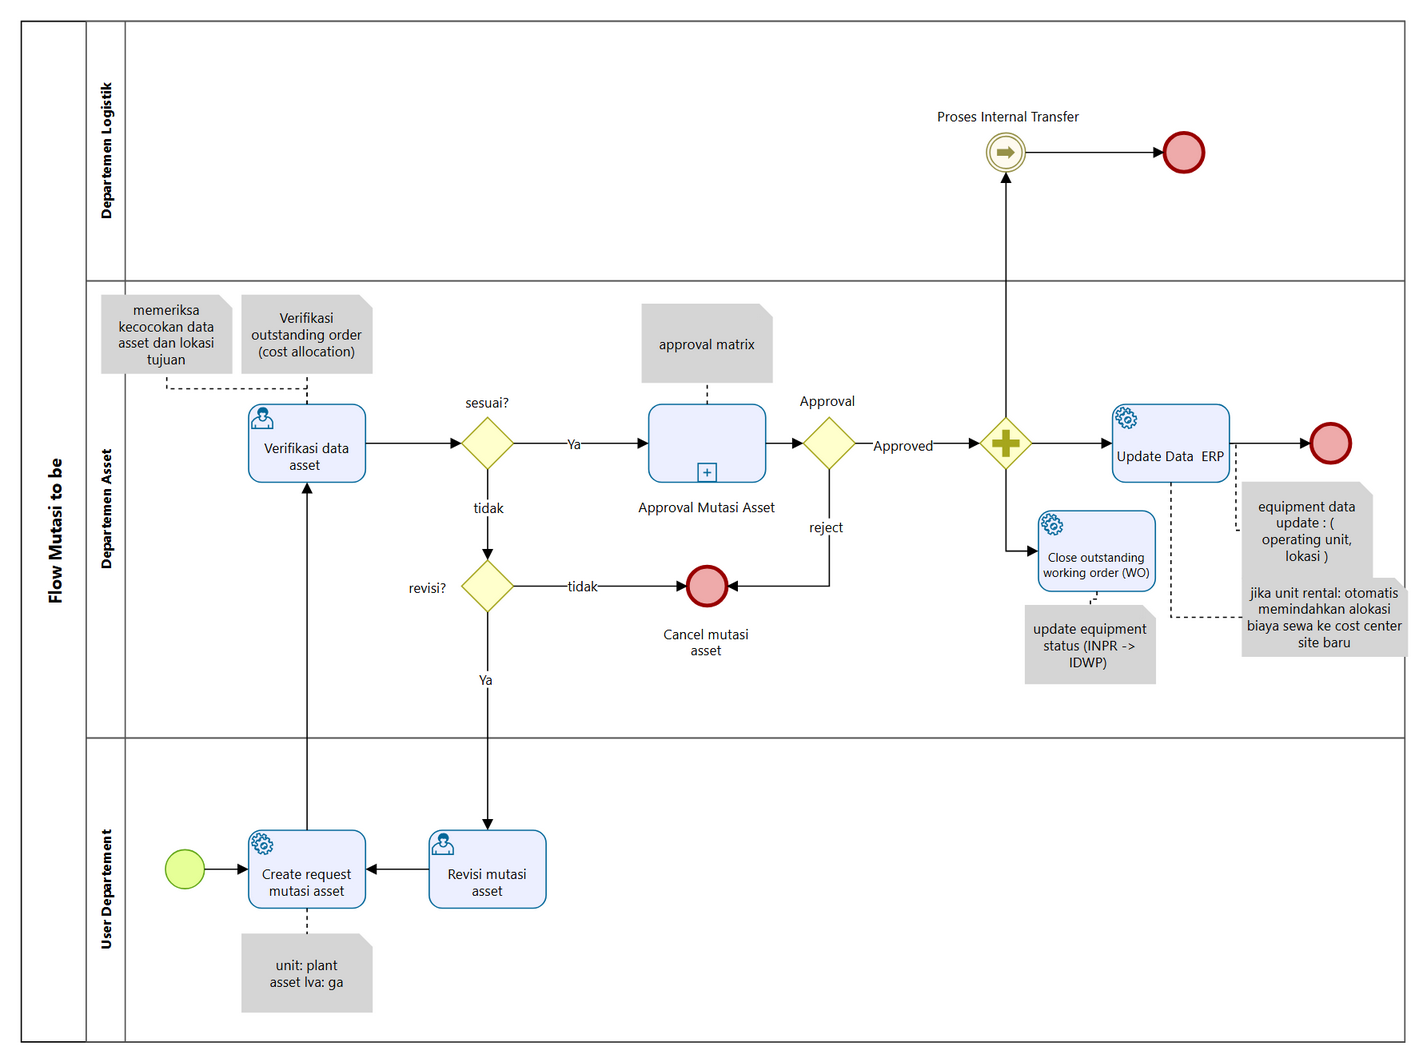 Flow Mutasi to be
Departemen Logistik
Proses Internal Transfer
Departemen Asset
memeriksa
kecocokan data
asset dan lokasi
tujuan
Verifikasi
outstanding order
(cost allocation)
approval matrix
Verifikasi data
asset
sesuai?
Ya
tidak
Approval Mutasi Asset
Approval
Approved
reject
Update Data ERP
Close outstanding
working order (WO)
equipment data
update : (
operating unit,
lokasi )
jika unit rental: otomatis
memindahkan alokasi
biaya sewa ke cost center
site baru
update equipment
status (INPR ->
IDWP)
revisi?
tidak
Cancel mutasi
asset
Ya
User Departement
Create request
mutasi asset
Revisi mutasi
asset
unit: plant
asset lva: ga